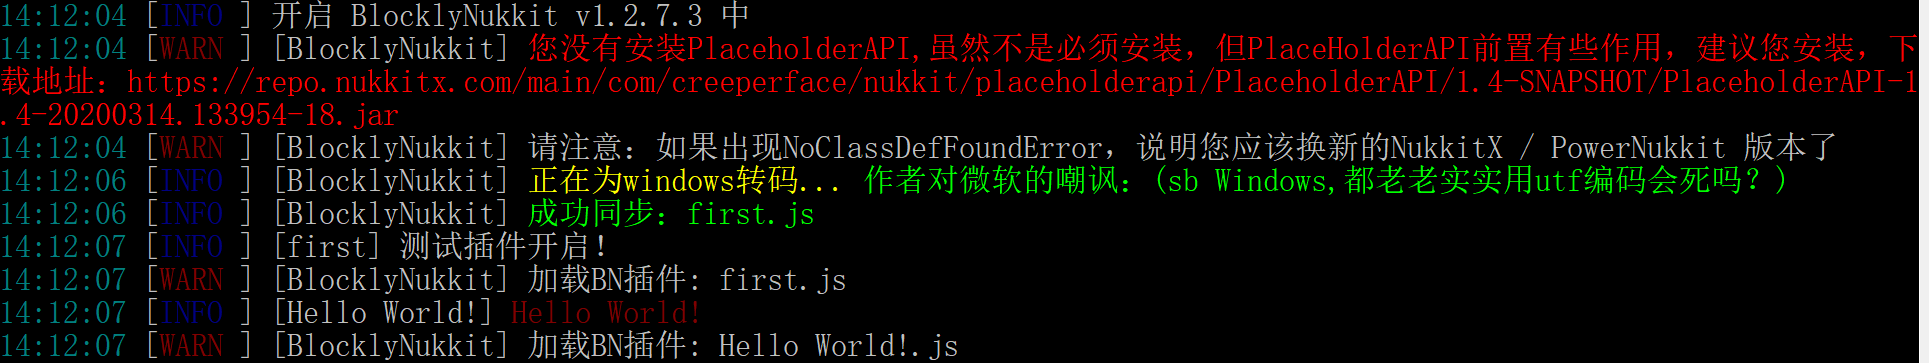 14:12:04 [INFO ] 开启 BlocklyNukkit v1.2.7.3 中
14:12:04 [WARN ] [BlocklyNukkit] 您没有安装PlaceholderAPI,虽然不是必须安装，但PlaceHolderAPI前置有些作用，建议您安装，下
载地址：https://repo.nukkitx.com/main/com/creeperface/nukkit/placeholderapi/PlaceholderAPI/1.4-SNAPSHOT/PlaceholderAPI-1
.4-20200314.133954-18.jar
14:12:04 [WARN ] [BlocklyNukkit] 请注意：如果出现NoClassDefFoundError，说明您应该换新的NukkitX / PowerNukkit 版本了
14:12:06 [INFO ] [BlocklyNukkit] 正在为windows转码... 作者对微软的嘲讽：(sb Windows,都老老实实用utf编码会死吗？)
14:12:06 [INFO ] [BlocklyNukkit] 成功同步：first.js
14:12:07 [INFO ] [first] 测试插件开启！
14:12:07 [WARN ] [BlocklyNukkit] 加载BN插件: first.js
14:12:07 [INFO ] [Hello World!] Hello World!
14:12:07 [WARN ] [BlocklyNukkit] 加载BN插件: Hello World!.js